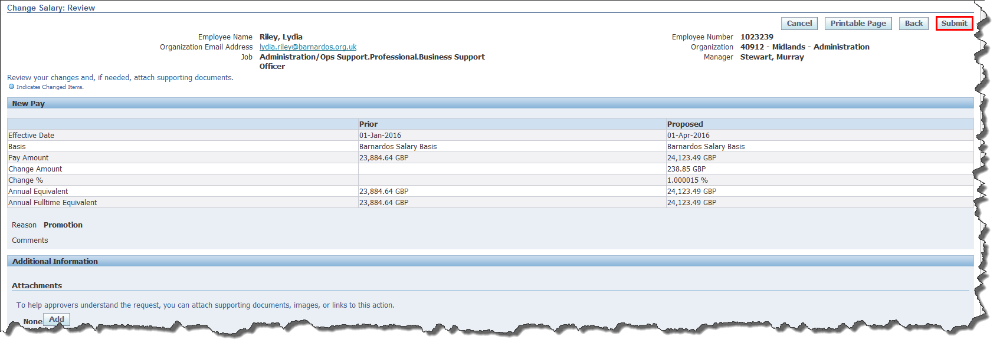 Change Salary: Review
Cancel Printable Page Back Submit
Employee Name Riley, Lydia Employee Number 1023239
Organization Email Address lydia.riley@barnardos.org.uk Organization 40912 - Midlands - Administration
Job Administration/Ops Support.Professional.Business Support Manager Stewart, Murray
Officer
Review your changes and, if needed, attach supporting documents.
Indicates Changed Items.
New Pay
Prior Proposed
Effective Date 01-Jan-2016 01-Apr-2016
Basis Barnardos Salary Basis Barnardos Salary Basis
Pay Amount 23,884.64 GBP 24,123.49 GBP
Change Amount 238.85 GBP
Change % 1.000015 %
Annual Equivalent 23,884.64 GBP 24,123.49 GBP
Annual Fulltime Equivalent 23,884.64 GBP 24,123.49 GBP
Reason Promotion
Comments
Additional Information
Attachments
To help approvers understand the request, you can attach supporting documents, images, or links to this action.
None Add